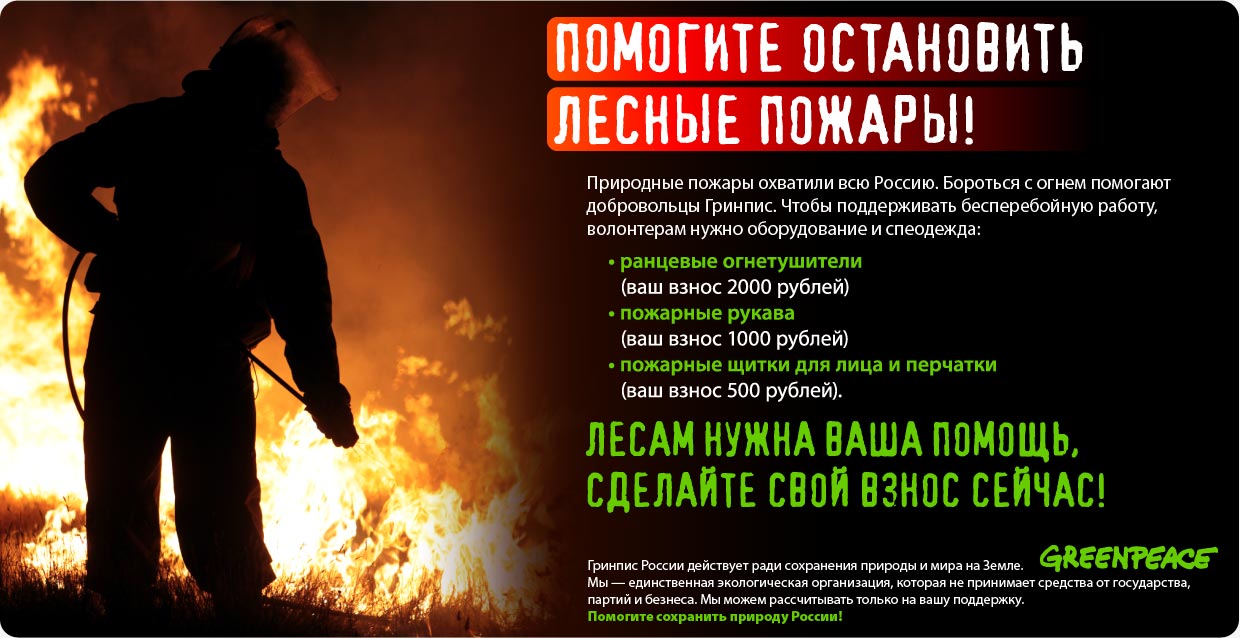 ПОМОГИТЕ ОСТАНОВИТЬ
ЛЕСНЫЕ ПОЖАРЫ!
Природные пожары охватили всю Россию. Бороться с огнем помогают
добровольцы Гринпис. Чтобы поддерживать бесперебойную работу,
волонтерам нужно оборудование и спеодежда:
• ранцевые огнетушители
(ваш взнос 2000 рублей)
• пожарные рукава
(ваш взнос 1000 рублей)
• пожарные щитки для лица и перчатки
(ваш взнос 500 рублей).
ЛЕСАМ НУЖНА ВАША ПОМОЩЬ,
СДЕЛАЙТЕ СВОЙ ВЗНОС СЕЙЧАС!
GREENPEACE
Гринпис России действует ради сохранения природы и мира на Земле.
Мы — единственная экологическая организация, которая не принимает средства от государства,
партий и безнеса. Мы можем рассчитывать только на вашу поддержку.
Помогите сохранить природу России!